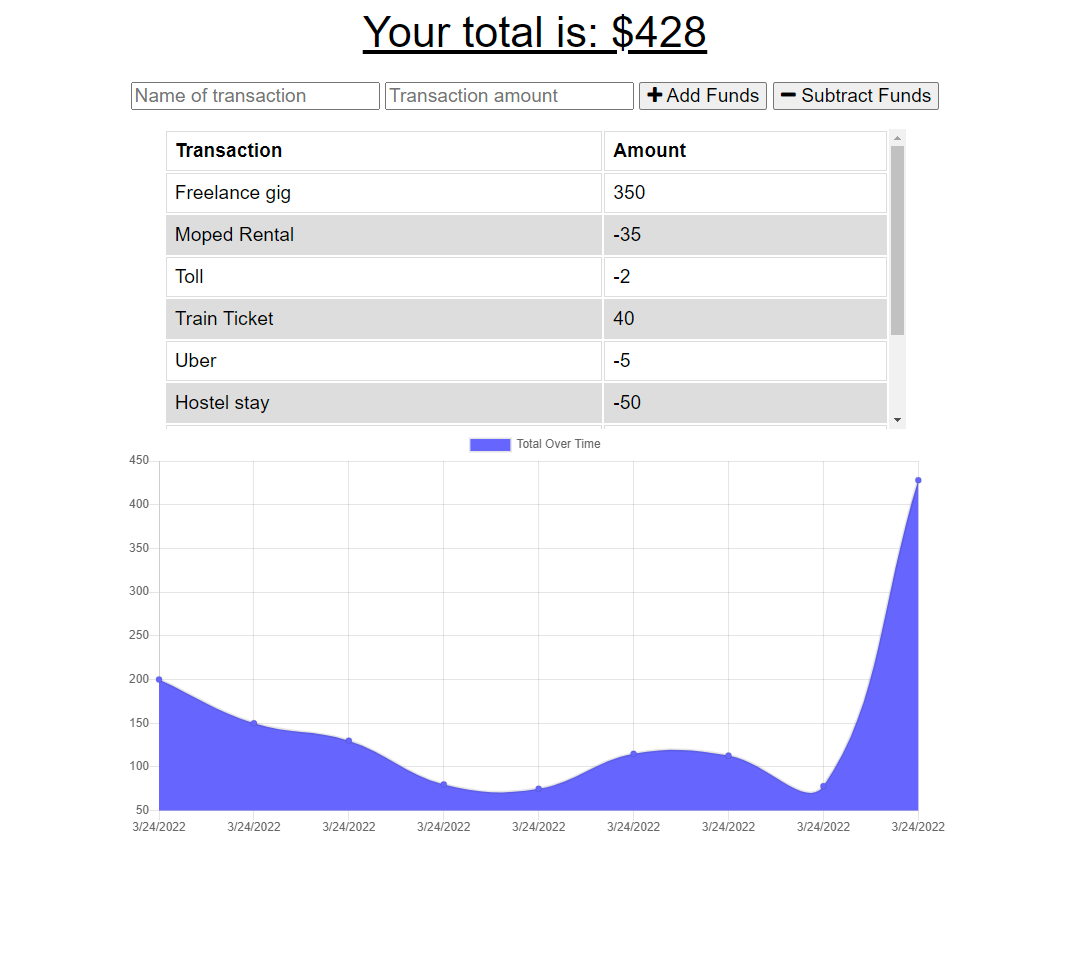 Your total is: $428
Name of transaction Transaction amount Add Funds Subtract Funds
Transaction Amount
Freelance gig 350
Moped Rental -35
Toll -2
Train Ticket 40
Uber -5
Hostel stay -50
Total Over Time
450
400
350
300
250
200
150
100
50
3/24/2022 3/24/2022 3/24/2022 3/24/2022 3/24/2022 3/24/2022 3/24/2022 3/24/2022 3/24/2022